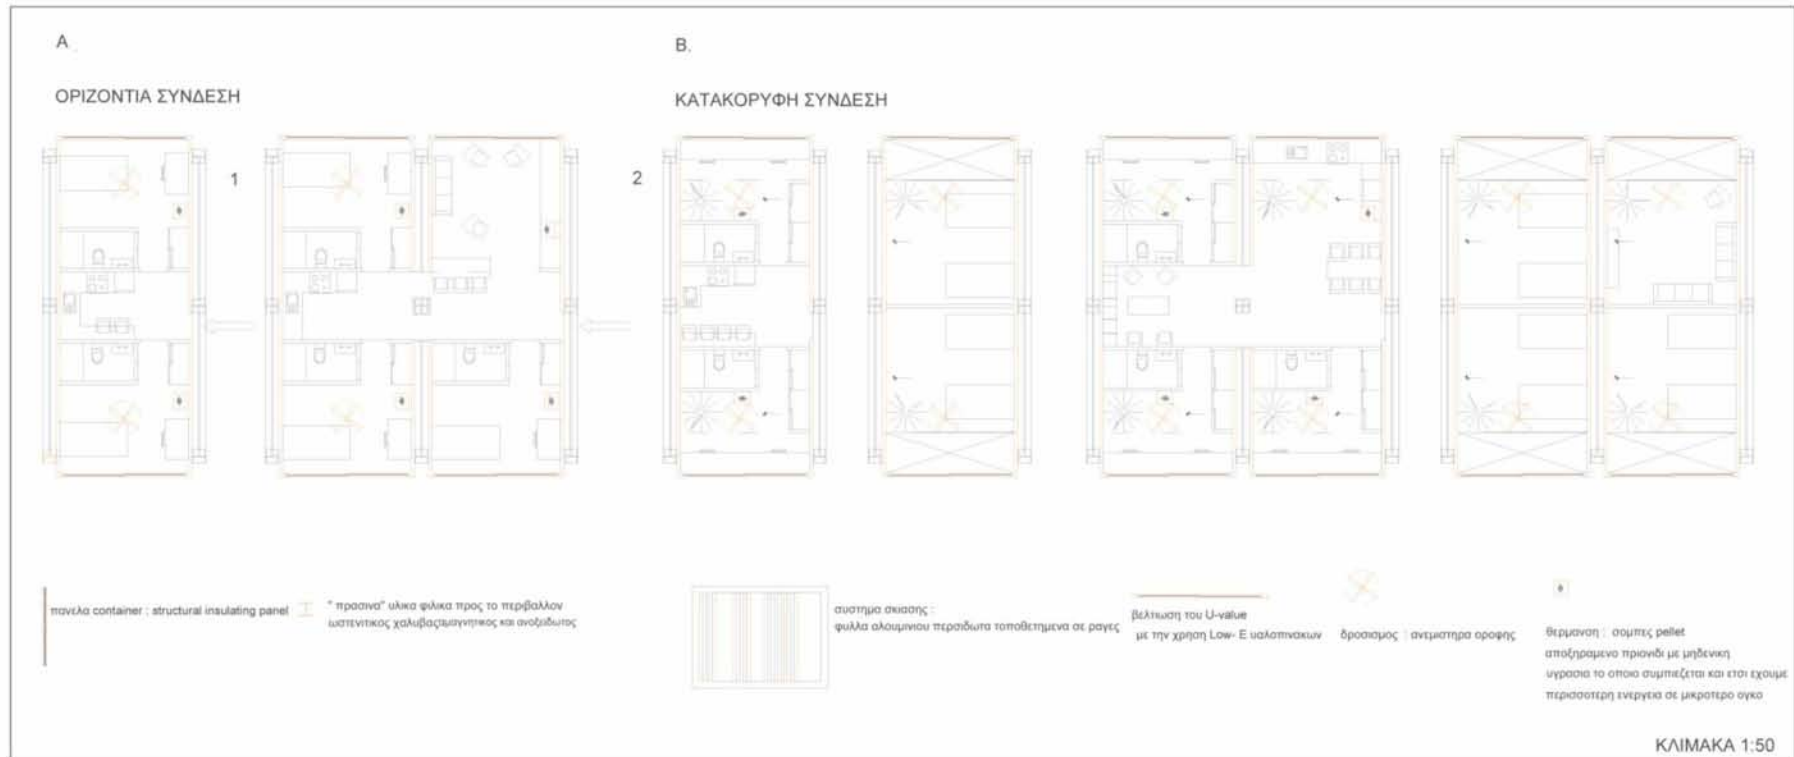 A.
ΟΡΙΖΟΝΤΙΑ ΣΥΝΔΕΣΗ
1
2
B.
ΚΑΤΑΚΟΡΥΦΗ ΣΥΝΔΕΣΗ
πανελα container : structural insulating panel
" πρασινα" υλικα φιλικα προς το περιβαλλον
ωστενιτικος χαλυβας αμαγνητικος και ανοξειδωτος
συστημα σκιασης :
φυλλα αλουμινιου περσιδωτα τοποθετημενα σε ραγες
βελτιωση του U-value
με την χρηση Low- E υαλοπινακων
δροσισμος : ανεμιστηρα οροφης
θερμανση : σομπες pellet
αποξηραμενο πριονιδι με μηδενικη
υγρασια το οποιο συμπιεζεται και ετσι εχουμε
περισσοτερη ενεργεια σε μικροτερο ογκο
ΚΛΙΜΑΚΑ 1:50